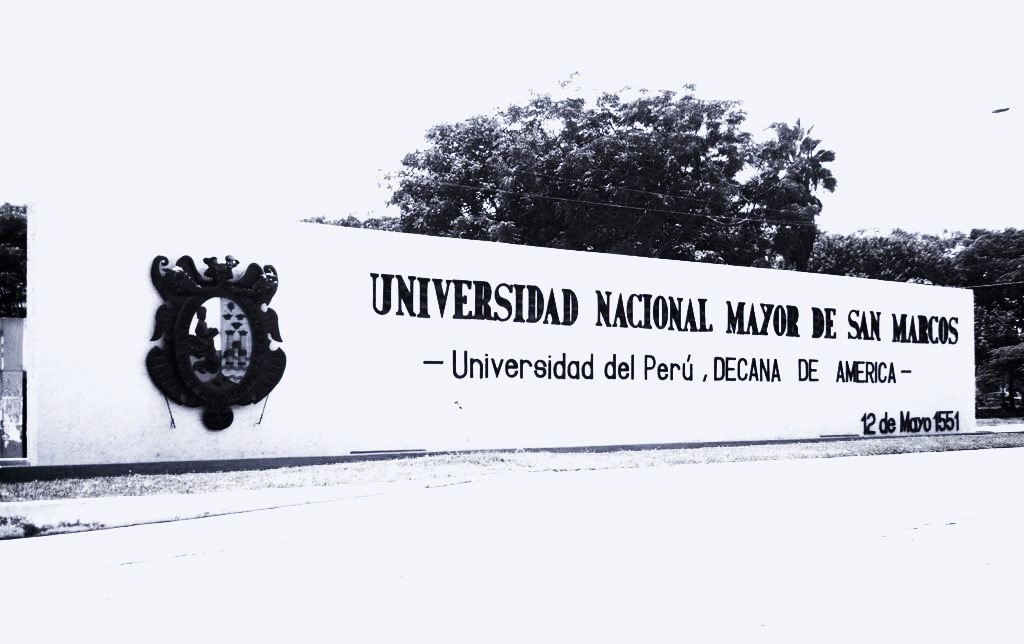 UNIVERSIDAD NACIONAL MAYOR DE SAN MARCOS
— Universidad del Perú, DECANA DE AMERICA —
12 de Mayo 1551